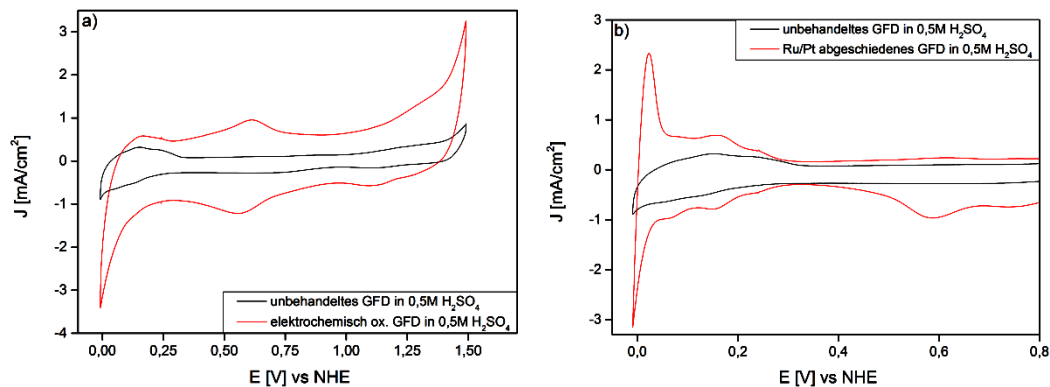 a)
3
2
1
0
-1
-2
-3
-4
J [mA/cm²]
unbehandeltes GFD in 0,5M H₂SO₄
elektrochemisch ox. GFD in 0,5M H₂SO₄
0,00 0,25 0,50 0,75 1,00 1,25 1,50
E [V] vs NHE
b)
unbehandeltes GFD in 0,5M H₂SO₄
Ru/Pt abgeschiedenes GFD in 0,5M H₂SO₄
3
2
1
0
-1
-2
-3
J [mA/cm²]
0,0 0,2 0,4 0,6 0,8
E [V] vs NHE